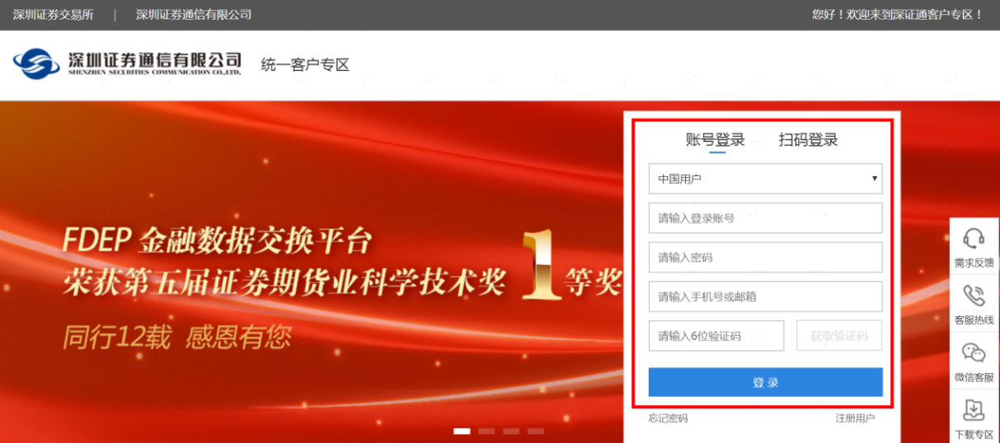 深圳证券交易所 | 深圳证券通信有限公司 您好！欢迎来到深证通客户专区！
深圳证券通信有限公司 统一客户专区
SHENZHEN SECURITIES COMMUNICATION CO.,LTD.
账号登录 扫码登录
中国用户
请输入登录账号
请输入密码
请输入手机号或邮箱
请输入6位验证码 获取验证码
登录
忘记密码 注册用户
FDEP 金融数据交换平台
荣获第五届证券期货业科学技术奖 1 等奖
同行12载 感恩有您
需求反馈
客服热线
微信客服
下载专区